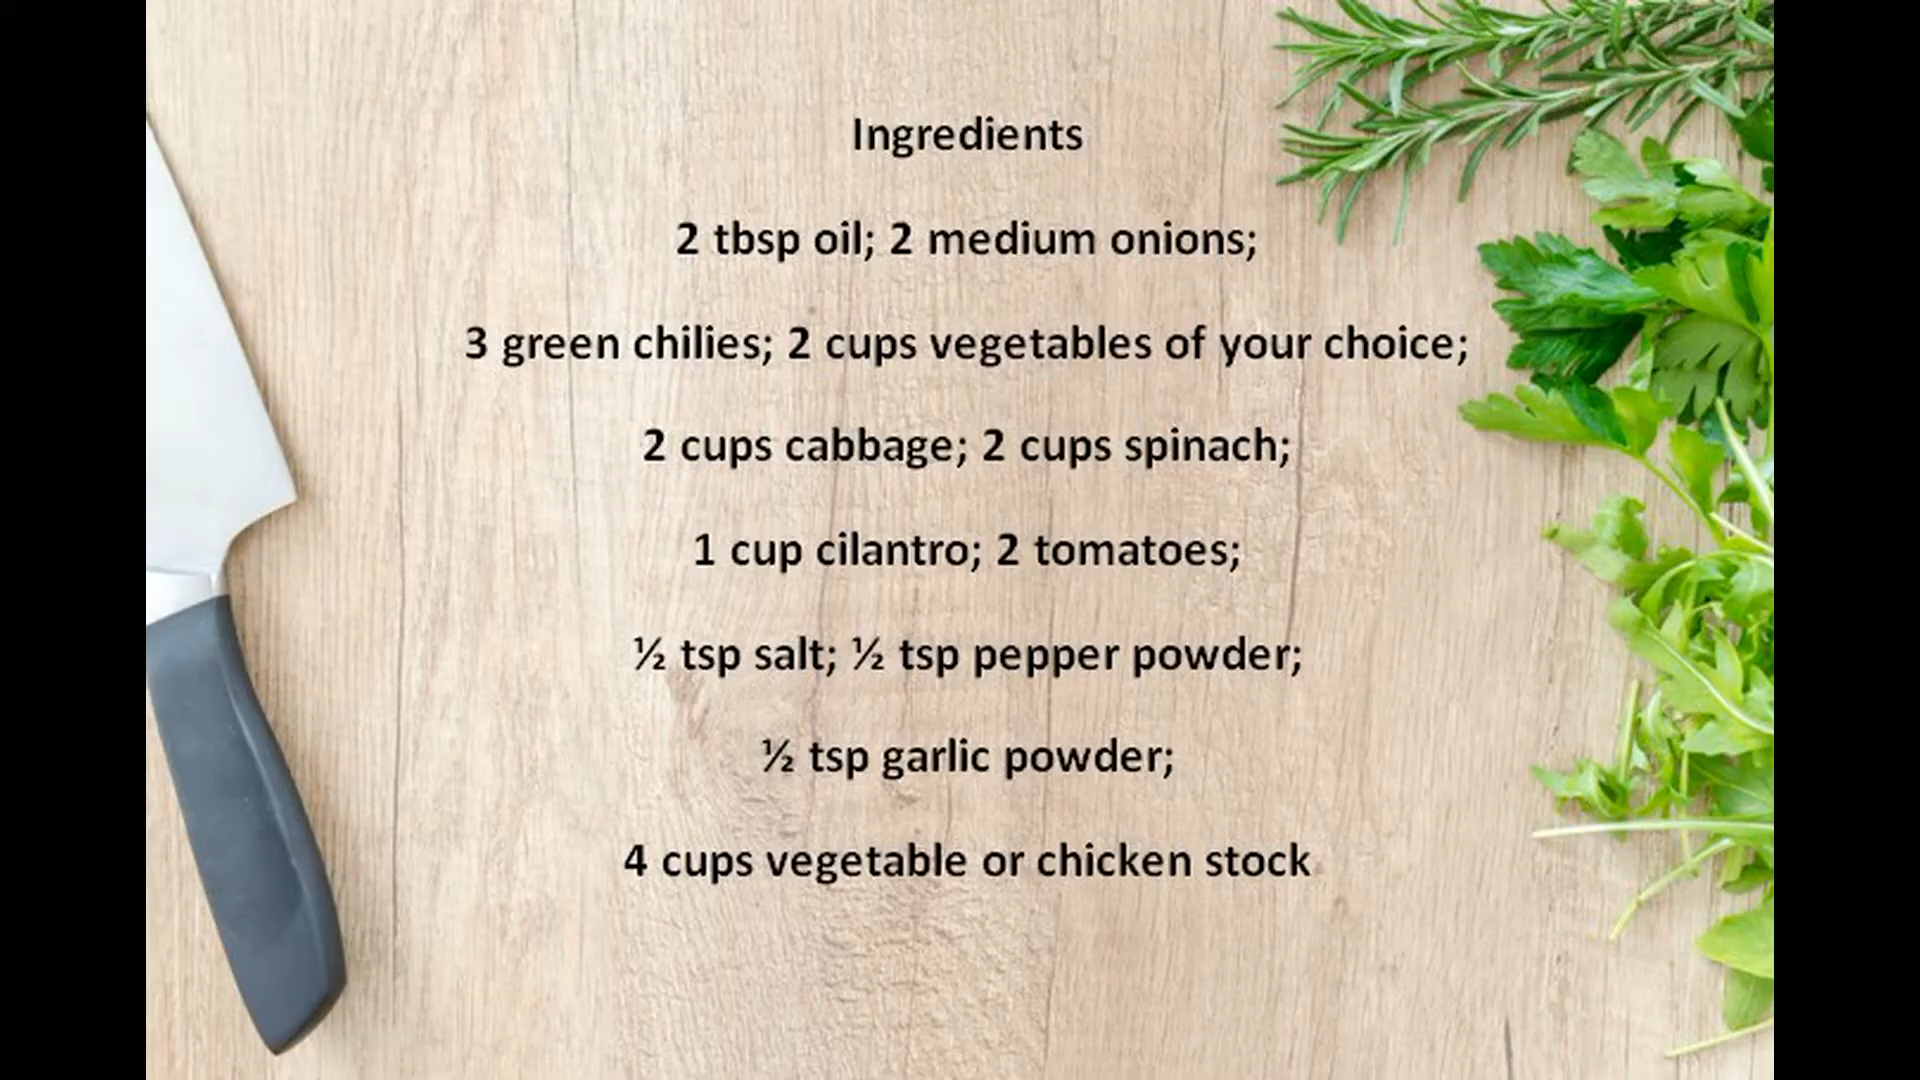 Ingredients
2 tbsp oil; 2 medium onions;
3 green chilies; 2 cups vegetables of your choice;
2 cups cabbage; 2 cups spinach;
1 cup cilantro; 2 tomatoes;
½ tsp salt; ½ tsp pepper powder;
½ tsp garlic powder;
4 cups vegetable or chicken stock